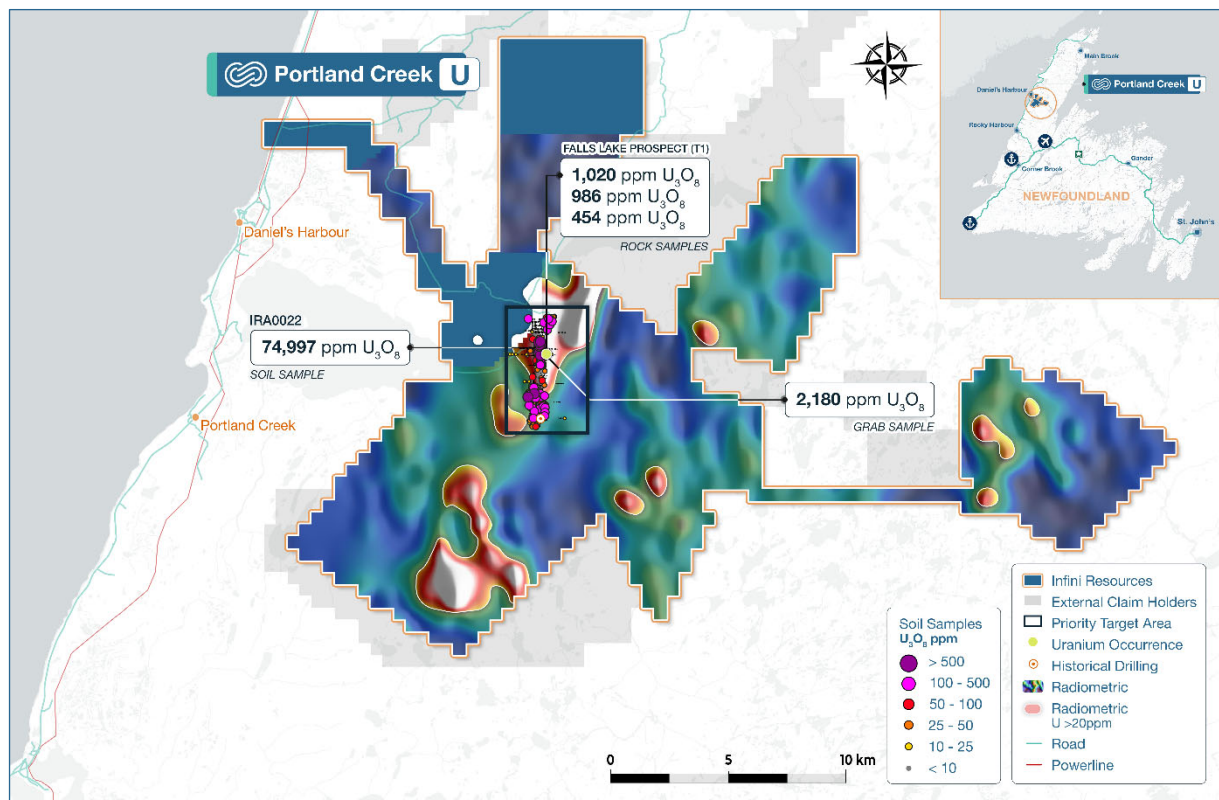 Portland Creek U
FALLS LAKE PROSPECT (T1)
1,020 ppm U₃O₈
986 ppm U₃O₈
454 ppm U₃O₈
ROCK SAMPLES
Daniel's Harbour
IRA0022
74,997 ppm U₃O₈
SOIL SAMPLE
Portland Creek
2,180 ppm U₃O₈
GRAB SAMPLE
Main Brook
Portland Creek U
Daniel's Harbour
Rocky Harbour
Corner Brook
Gander
NEWFOUNDLAND
St. John's
Soil Samples
U₃O₈ ppm
> 500
100 - 500
50 - 100
25 - 50
10 - 25
< 10
Infini Resources
External Claim Holders
Priority Target Area
Uranium Occurrence
Historical Drilling
Radiometric
Radiometric
U >20ppm
Road
Powerline
0 5 10 km